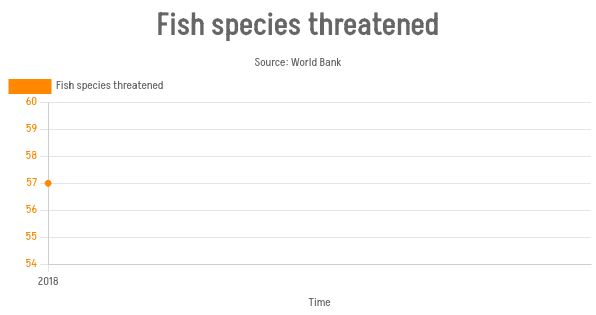 Fish species threatened
Source: World Bank
Fish species threatened
60
59
58
57
56
55
54
2018
Time